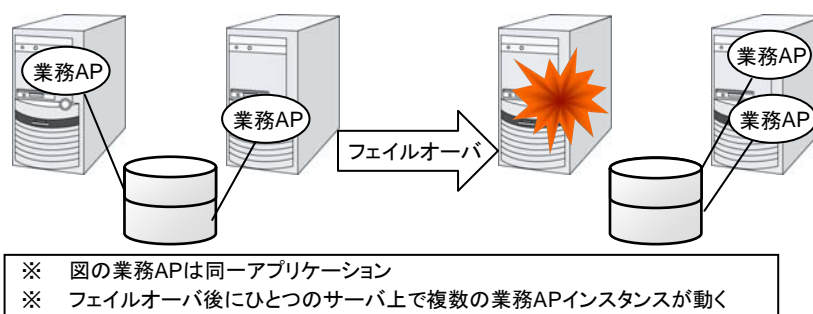 業務AP
業務AP
フェイルオーバ
業務AP
業務AP
※ 図の業務APは同一アプリケーション
※ フェイルオーバ後にひとつのサーバ上で複数の業務APインスタンスが動く